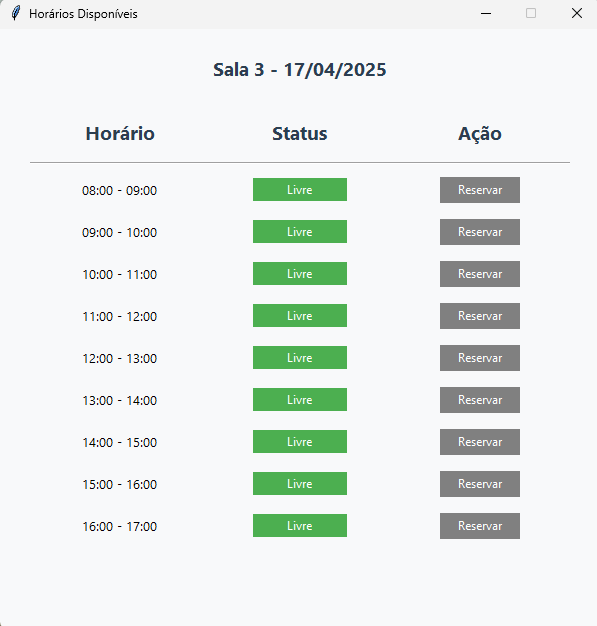 Horários Disponíveis
Sala 3 - 17/04/2025
Horário Status Ação
08:00 - 09:00 Livre Reservar
09:00 - 10:00 Livre Reservar
10:00 - 11:00 Livre Reservar
11:00 - 12:00 Livre Reservar
12:00 - 13:00 Livre Reservar
13:00 - 14:00 Livre Reservar
14:00 - 15:00 Livre Reservar
15:00 - 16:00 Livre Reservar
16:00 - 17:00 Livre Reservar